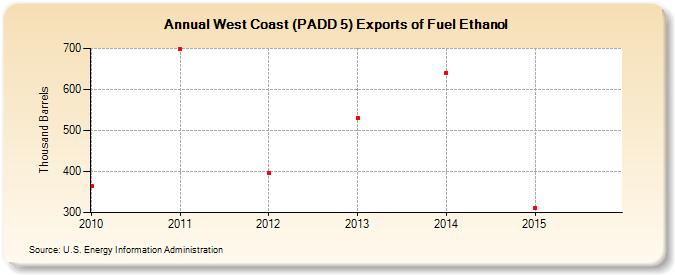 Annual West Coast (PADD 5) Exports of Fuel Ethanol
Thousand Barrels
700
600
500
400
300
2010 2011 2012 2013 2014 2015
Source: U.S. Energy Information Administration